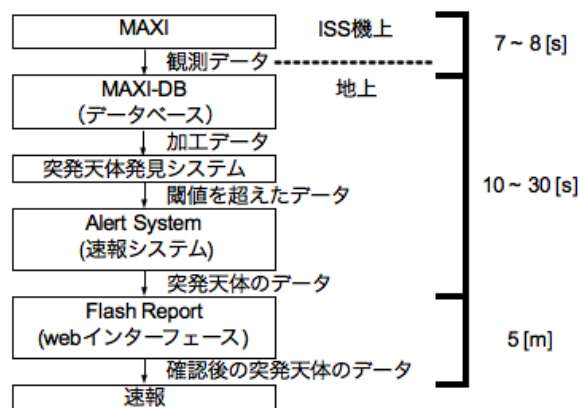 MAXI
ISS機上
7 ~ 8 [s]
観測データ
MAXI-DB
(データベース)
地上
加工データ
突発天体発見システム
閾値を超えたデータ
10 ~ 30 [s]
Alert System
(速報システム)
突発天体のデータ
Flash Report
(webインターフェース)
5 [m]
確認後の突発天体のデータ
速報